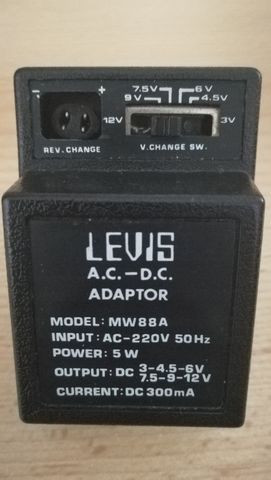 7.5V 6V
9V 4.5V
- + 12V 3V
REV. CHANGE V.CHANGE SW.
LEVIS
A.C.-D.C.
ADAPTOR
MODEL: MW88A
INPUT: AC-220V 50Hz
POWER: 5W
OUTPUT: DC 3-4.5-6V
7.5-9-12V
CURRENT: DC 300mA